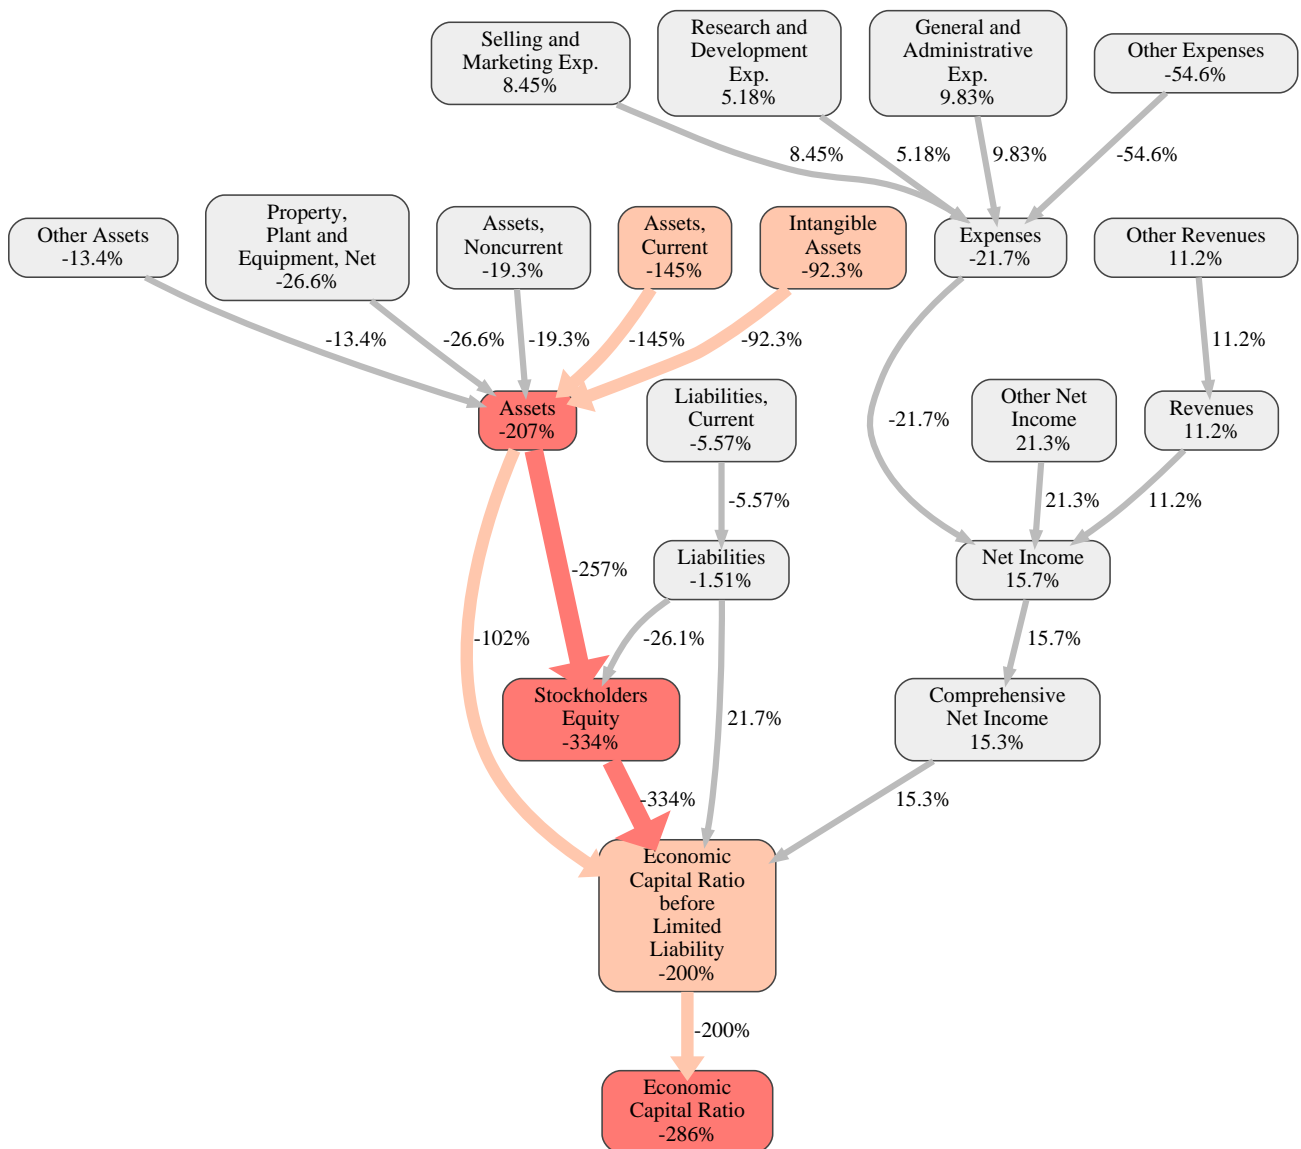 Selling and
Marketing Exp.
8.45%
Research and
Development
Exp.
5.18%
General and
Administrative
Exp.
9.83%
Other Expenses
-54.6%
8.45%
5.18%
9.83%
-54.6%
Other Assets
-13.4%
Property,
Plant and
Equipment, Net
-26.6%
Assets,
Noncurrent
-19.3%
Assets,
Current
-145%
Intangible
Assets
-92.3%
Expenses
-21.7%
Other Revenues
11.2%
-13.4%
-26.6%
-19.3%
-145%
-92.3%
11.2%
Assets
-207%
Liabilities,
Current
-5.57%
-21.7%
Other Net
Income
21.3%
Revenues
11.2%
-5.57%
21.3%
11.2%
-257%
Liabilities
-1.51%
Net Income
15.7%
-102%
-26.1%
15.7%
Stockholders
Equity
-334%
21.7%
Comprehensive
Net Income
15.3%
-334%
15.3%
Economic
Capital Ratio
before
Limited
Liability
-200%
-200%
Economic
Capital Ratio
-286%